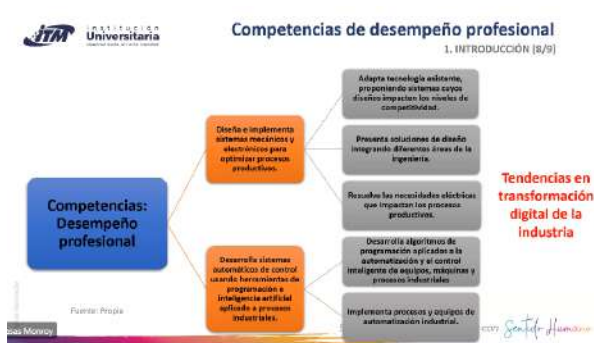 ITM
Institución
Universitaria
Competencias de desempeño profesional
1. INTRODUCCIÓN (8/9)
Competencias:
Desempeño
profesional
Diseña e implementa
sistemas mecánicos y
electrónicos para
optimizar procesos
productivos.
Desarrolla sistemas
automáticos de control
usando herramientas de
programación e
inteligencia artificial
aplicado a procesos
industriales.
Adapta tecnología existente,
proponiendo sistemas cuyos
diseños impacten los niveles de
competitividad.
Presenta soluciones de diseño
integrando diferentes áreas de la
ingeniería.
Resuelve las necesidades eléctricas
que impactan los procesos
productivos.
Desarrolla algoritmos de
programación aplicados a la
automatización y el control
inteligente de equipos, máquinas y
procesos industriales
Implementa procesos y equipos de
automatización industrial.
Tendencias en
transformación
digital de la
industria
Fuente: Propia
Monroy
con Sentido Humano